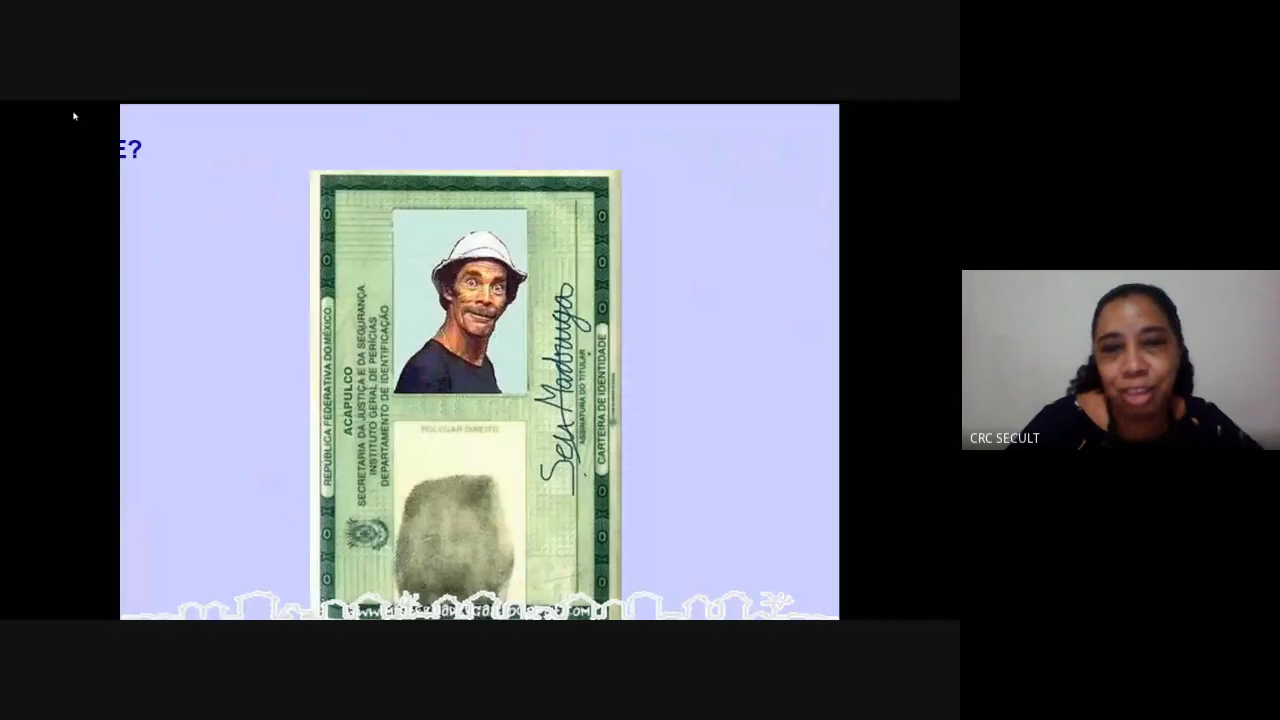 E?
REPÚBLICA FEDERATIVA DO MÉXICO
ACAPULCO
SECRETARIA DA JUSTIÇA E DA SEGURANÇA
INSTITUTO GERAL DE PERÍCIAS
DEPARTAMENTO DE IDENTIFICAÇÃO
POLEGAR DIREITO
Seu Madruga
ASSINATURA DO TITULAR
CARTEIRA DE IDENTIDADE
CRC SECULT